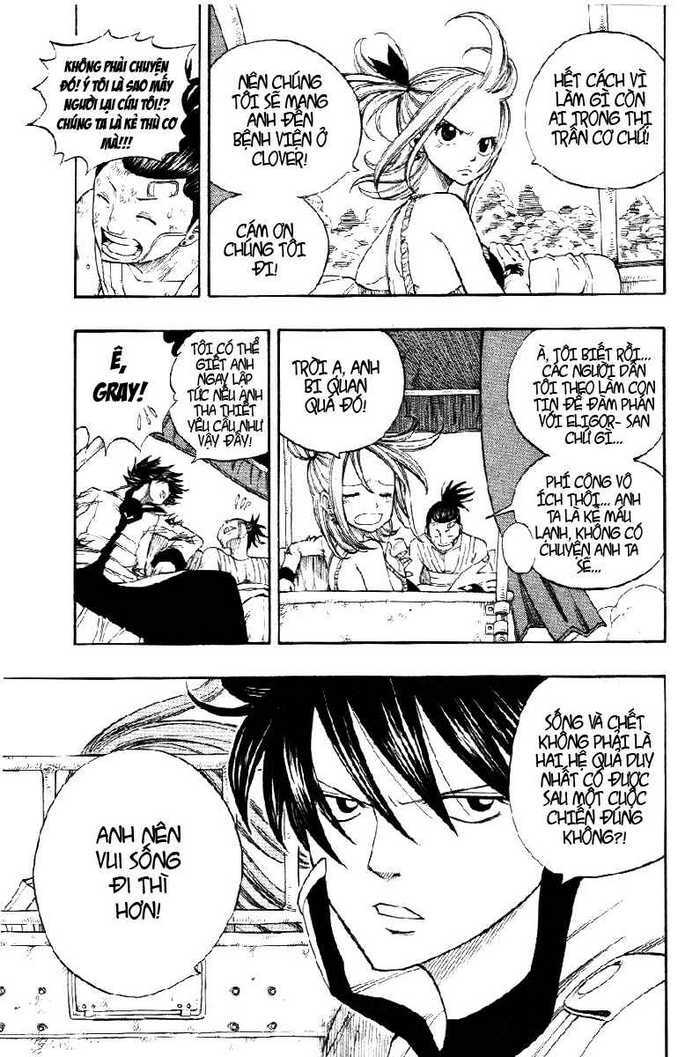 HẾT CÁCH VÌ
LÀM GÌ CÒN
AI TRONG THỊ
TRẤN CƠ CHỨ!
NÊN CHÚNG
TÔI SẼ MANG
ANH ĐẾN
BỆNH VIỆN Ở
CLOVER!
CÁM ƠN
CHÚNG TÔI
ĐI!
KHÔNG PHẢI CHUYỆN
ĐÓ! Ý TÔI LÀ SAO MẤY
NGƯỜI LẠI CỨU TÔI!?
CHÚNG TA LÀ KẺ THÙ CƠ
MÀ!!!
À, TÔI BIẾT RỒI...
CÁC NGƯỜI DẪN
TÔI THEO LÀM CON
TIN ĐỂ ĐÀM PHÁN
VỚI ELIGOR- SAN
CHỨ GÌ...
PHÍ CÔNG VÔ
ÍCH THÔI... ANH
TA LÀ KẺ MÁU
LẠNH, KHÔNG CÓ
CHUYỆN ANH TA
SẼ...
TRỜI Ạ, ANH
BI QUAN
QUÁ ĐÓ!
TÔI CÓ THỂ
GIẾT ANH
NGAY LẬP
TỨC NẾU ANH
THA THIẾT
YÊU CẦU NHƯ
VẬY ĐẤY!
Ê,
GRAY!
SỐNG VÀ CHẾT
KHÔNG PHẢI LÀ
HAI HỆ QUẢ DUY
NHẤT CÓ ĐƯỢC
SAU MỘT CUỘC
CHIẾN ĐÚNG
KHÔNG?!
ANH NÊN
VUI SỐNG
ĐI THÌ
HƠN!